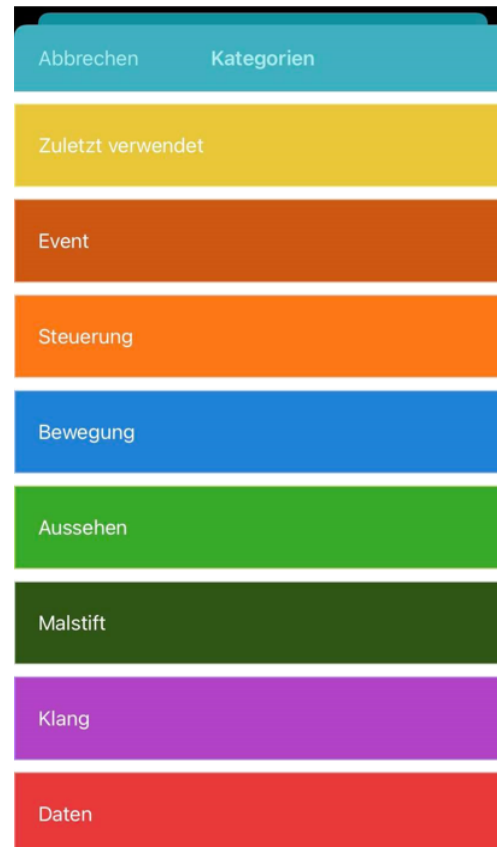 Abbrechen Kategorien
Zuletzt verwendet
Event
Steuerung
Bewegung
Aussehen
Malstift
Klang
Daten